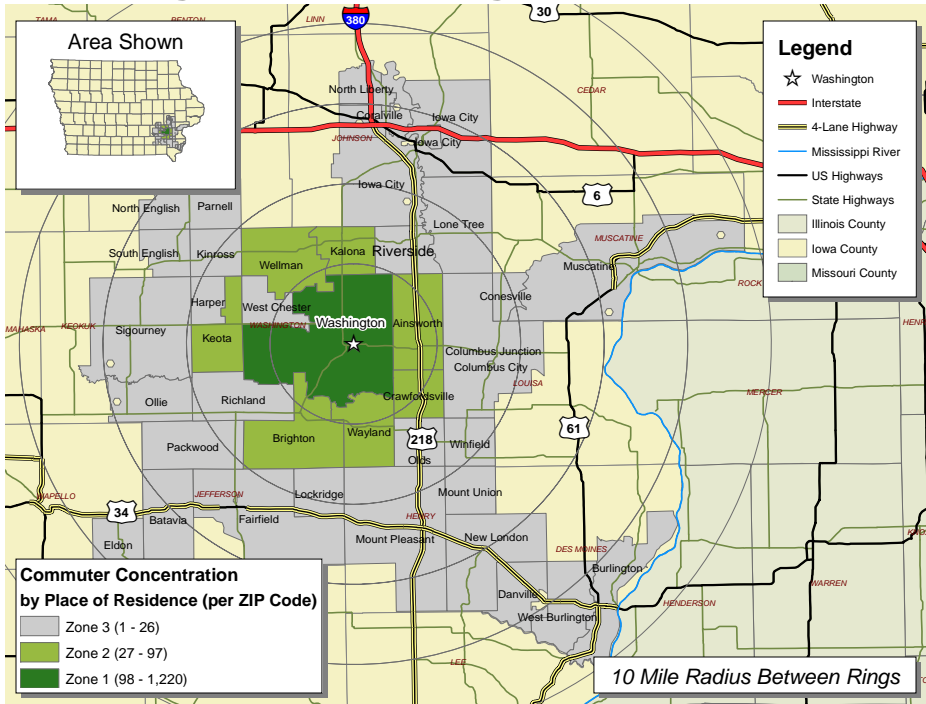 TAMA
BENTON
LINN
380
30
Area Shown
Legend
Washington
Interstate
4-Lane Highway
Mississippi River
US Highways
State Highways
Illinois County
Iowa County
Missouri County
North Liberty
CEDAR
Coralville
Iowa City
JOHNSON
Iowa City
Iowa City
6
North English
Parnell
Lone Tree
South English
Kinross
Kalona
Riverside
MUSCATINE
Wellman
Muscatine
ROCK
Harper
West Chester
Conesville
MAHASKA
KEOKUK
Sigourney
WASHINGTON
Washington
Ainsworth
HENR
Keota
Columbus Junction
Columbus City
LOUISA
Ollie
Richland
Crawfordsville
MERCER
Brighton
Wayland
218
61
Packwood
Winfield
Olds
WAPELLO
JEFFERSON
Lockridge
Mount Union
34
Batavia
Fairfield
HENRY
Eldon
Mount Pleasant
New London
DES MOINES
Burlington
WARREN
Danville
HENDERSON
West Burlington
LEE
Commuter Concentration
by Place of Residence (per ZIP Code)
Zone 3 (1 - 26)
Zone 2 (27 - 97)
Zone 1 (98 - 1,220)
10 Mile Radius Between Rings